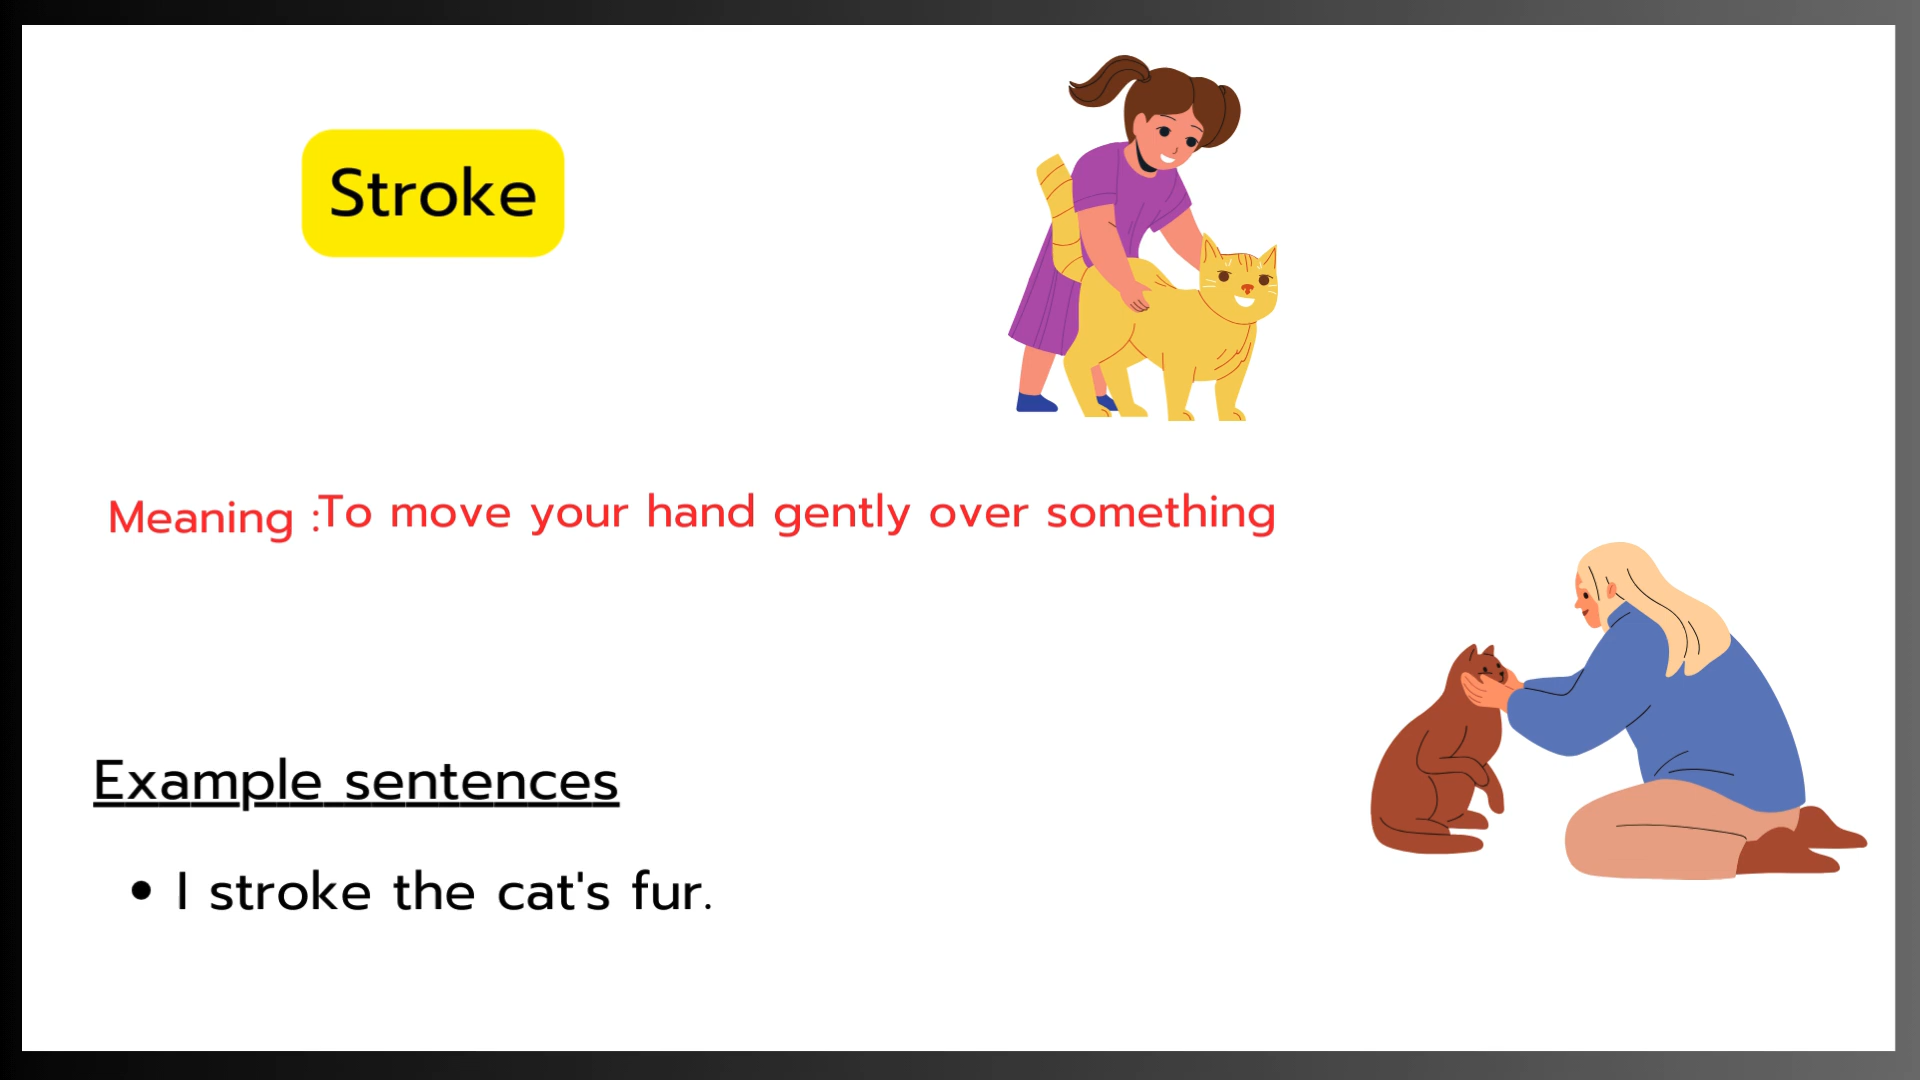 Stroke
Meaning :To move your hand gently over something
Example sentences
• I stroke the cat's fur.